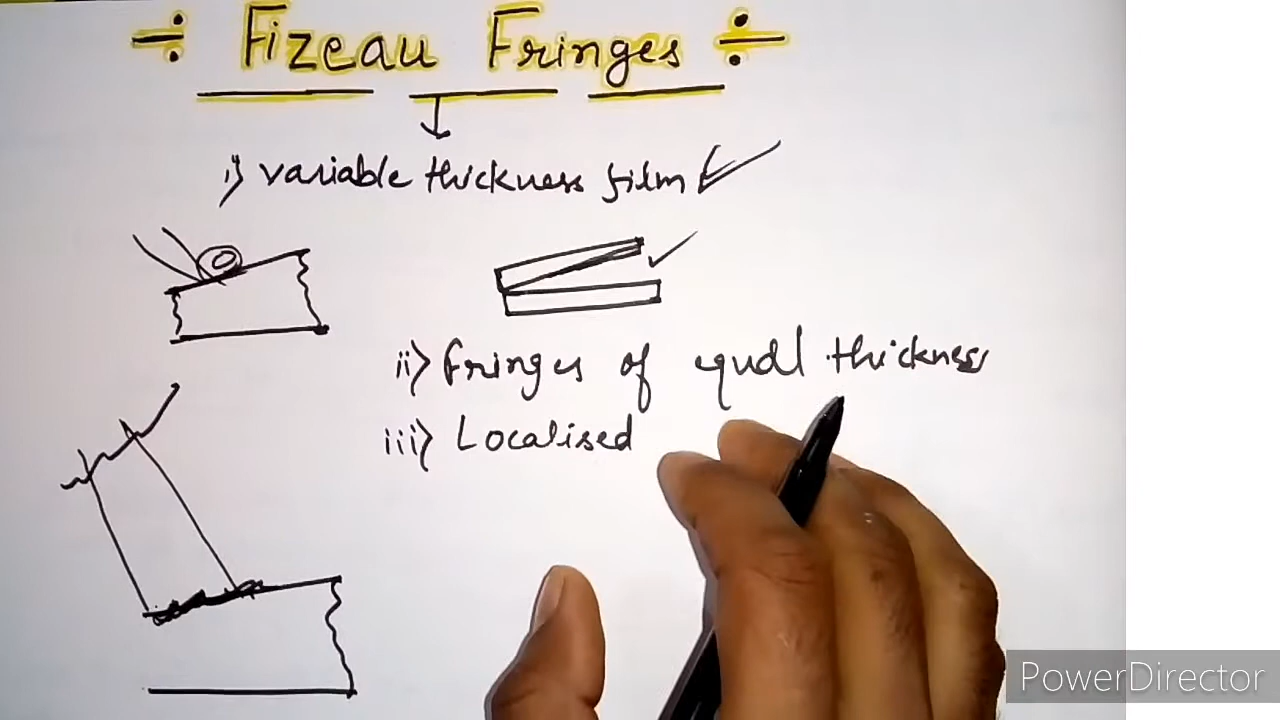 ÷ Fizeau Fringes ÷
i) variable thickness film
ii) fringes of equal thickness
iii) Localised
PowerDirector